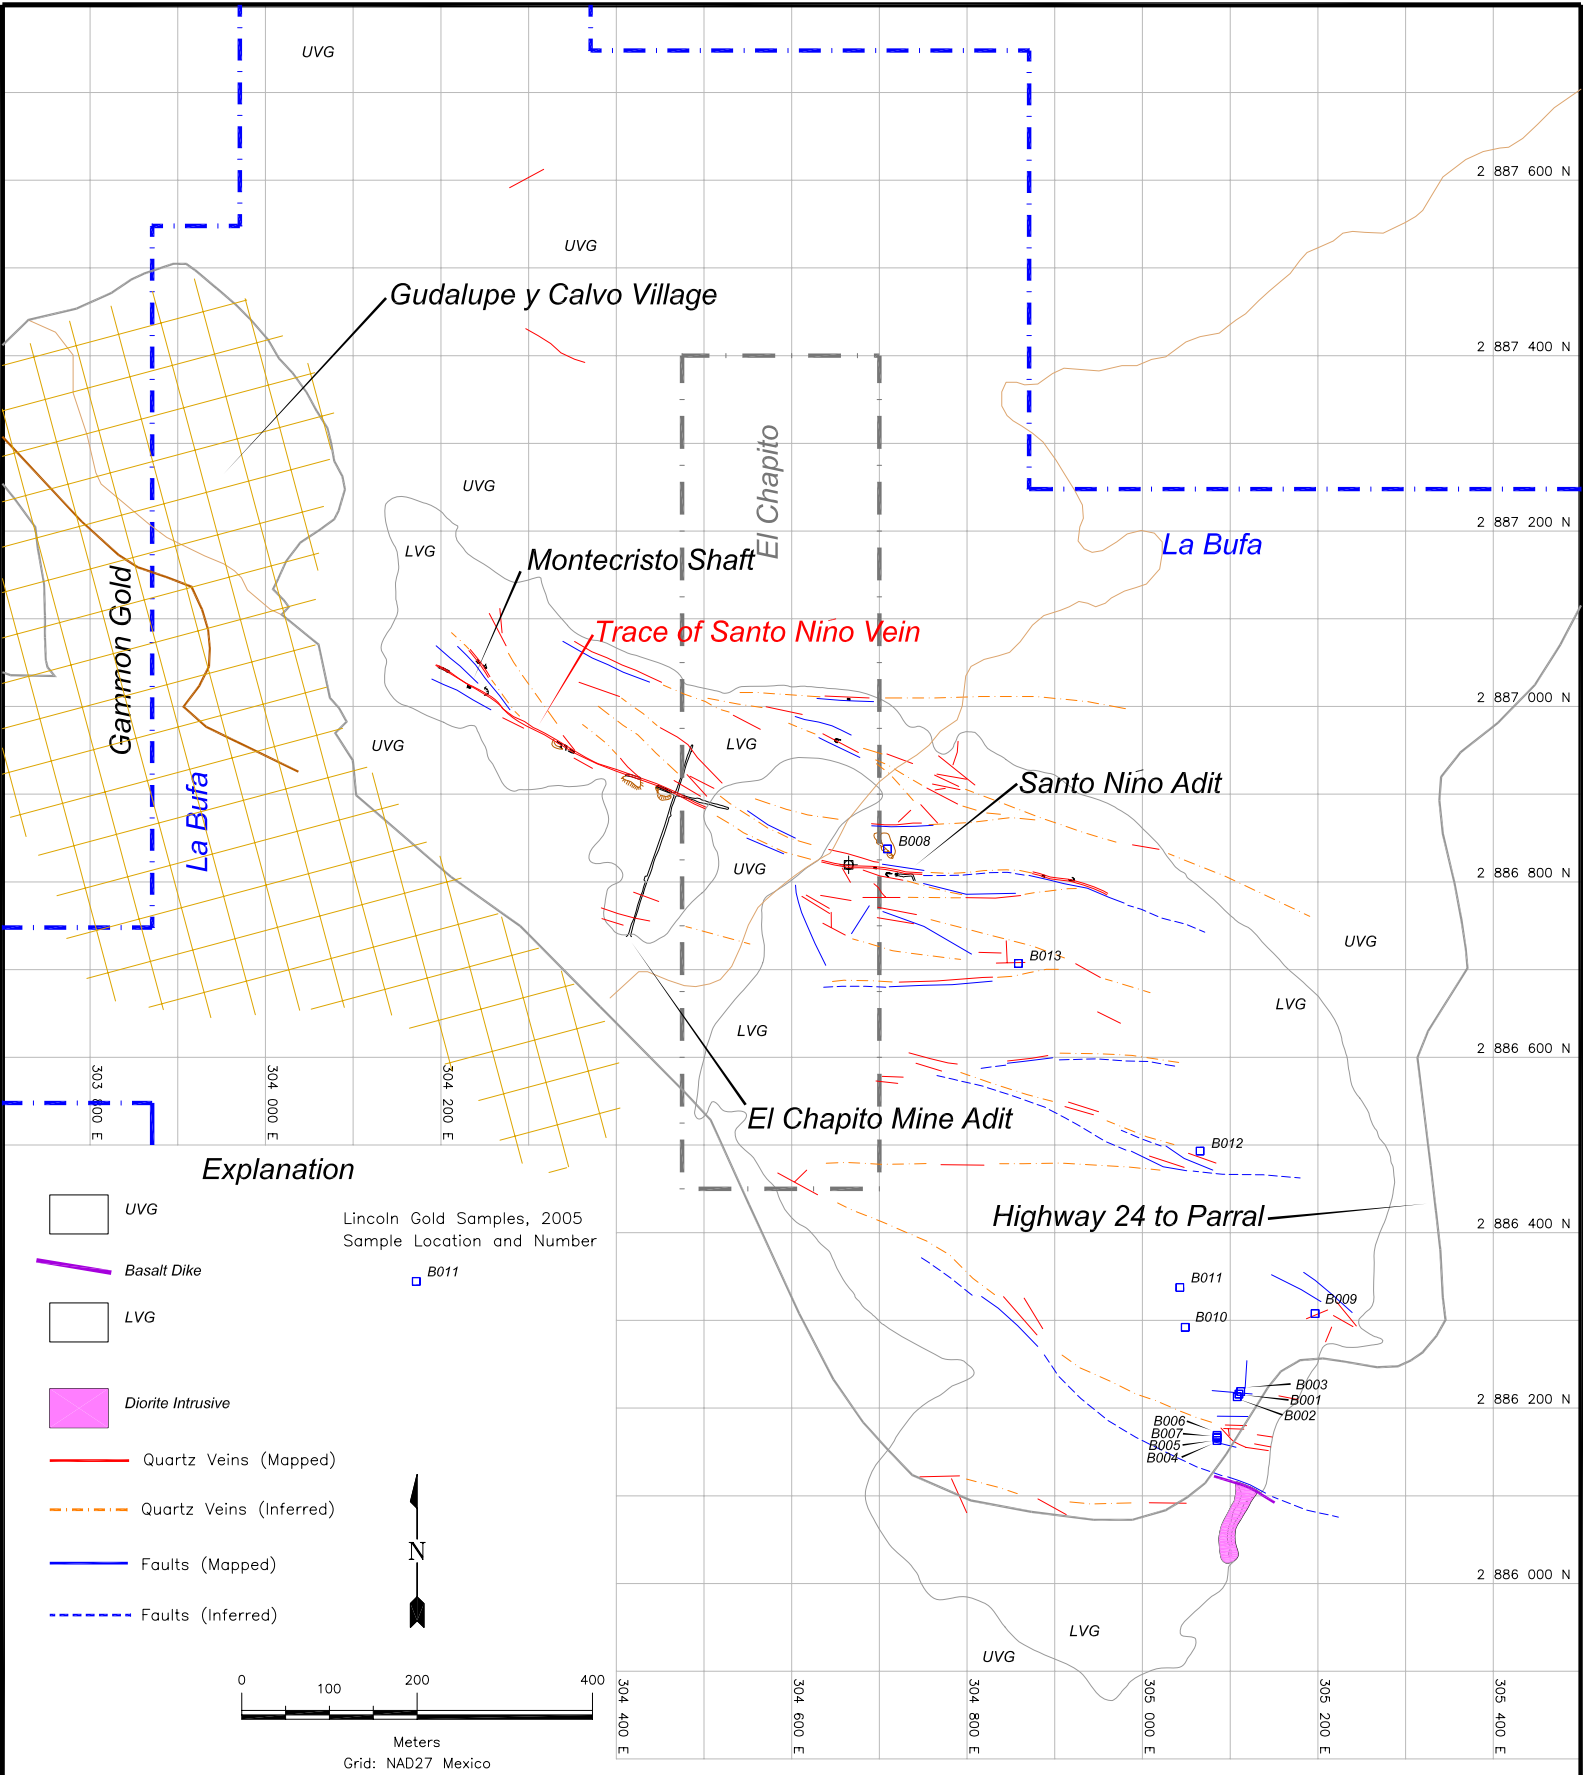 UVG
2 887 600 N
UVG
Gudalupe y Calvo Village
2 887 400 N
El Chapito
UVG
2 887 200 N
La Bufa
LVG
Montecristo Shaft
Gammon Gold
Trace of Santo Nino Vein
2 887 000 N
UVG
LVG
La Bufa
Santo Nino Adit
B008
UVG
2 886 800 N
UVG
B013
LVG
LVG
2 886 600 N
303 800 E
304 000 E
304 200 E
El Chapito Mine Adit
B012
Explanation
UVG
Lincoln Gold Samples, 2005
Sample Location and Number
B011
Basalt Dike
LVG
Highway 24 to Parral
2 886 400 N
B011
B009
B010
Diorite Intrusive
B003
B001
B002
2 886 200 N
B006
B007
B005
B004
Quartz Veins (Mapped)
Quartz Veins (Inferred)
N
Faults (Mapped)
2 886 000 N
Faults (Inferred)
LVG
UVG
0 100 200 400
Meters
Grid: NAD27 Mexico
304 400 E
304 600 E
304 800 E
305 000 E
305 200 E
305 400 E